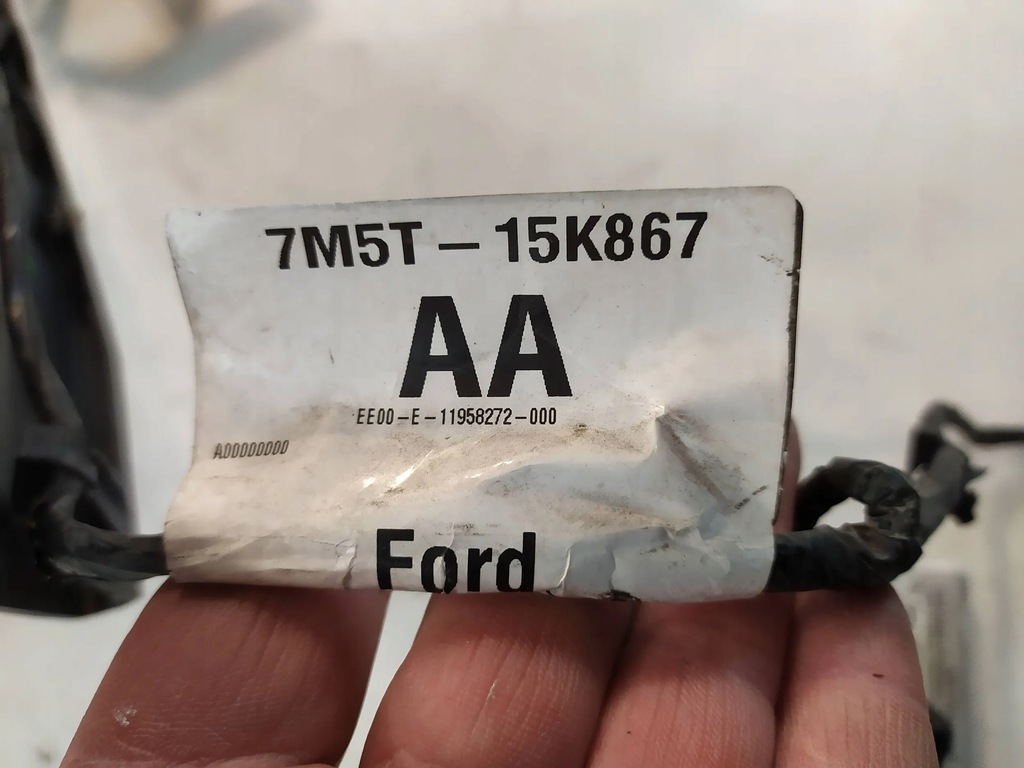 7M5T – 15K867
AA
EE00-E-11958272-000
A00000000
Ford